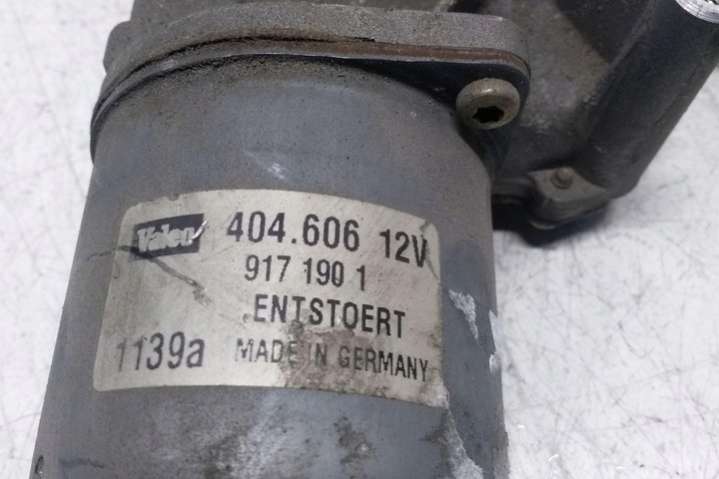 Valeo 404.606 12V
917 190 1
ENTSTOERT
1139a MADE IN GERMANY